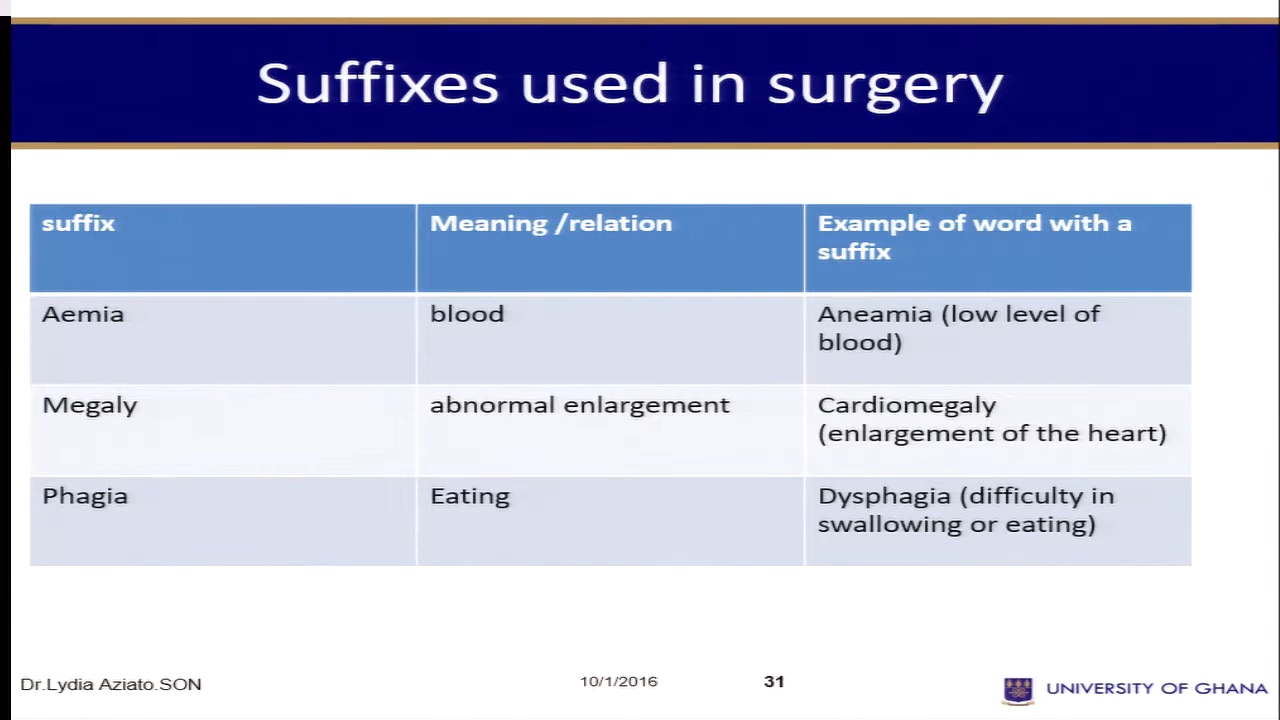 Suffixes used in surgery
suffix
Meaning /relation
Example of word with a
suffix
Aemia
blood
Aneamia (low level of
blood)
Megaly
abnormal enlargement
Cardiomegaly
(enlargement of the heart)
Phagia
Eating
Dysphagia (difficulty in
swallowing or eating)
Dr.Lydia Aziato.SON
10/1/2016
31
UNIVERSITY OF GHANA